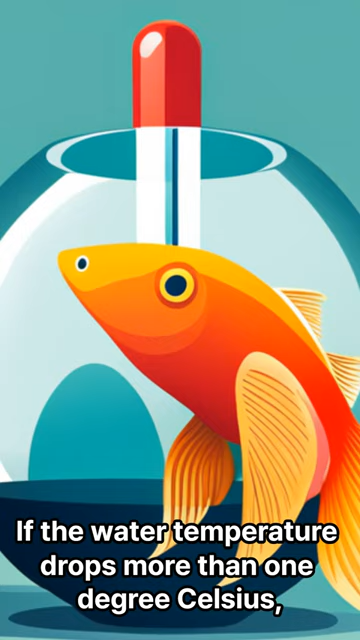 If the water temperature
drops more than one
degree Celsius,